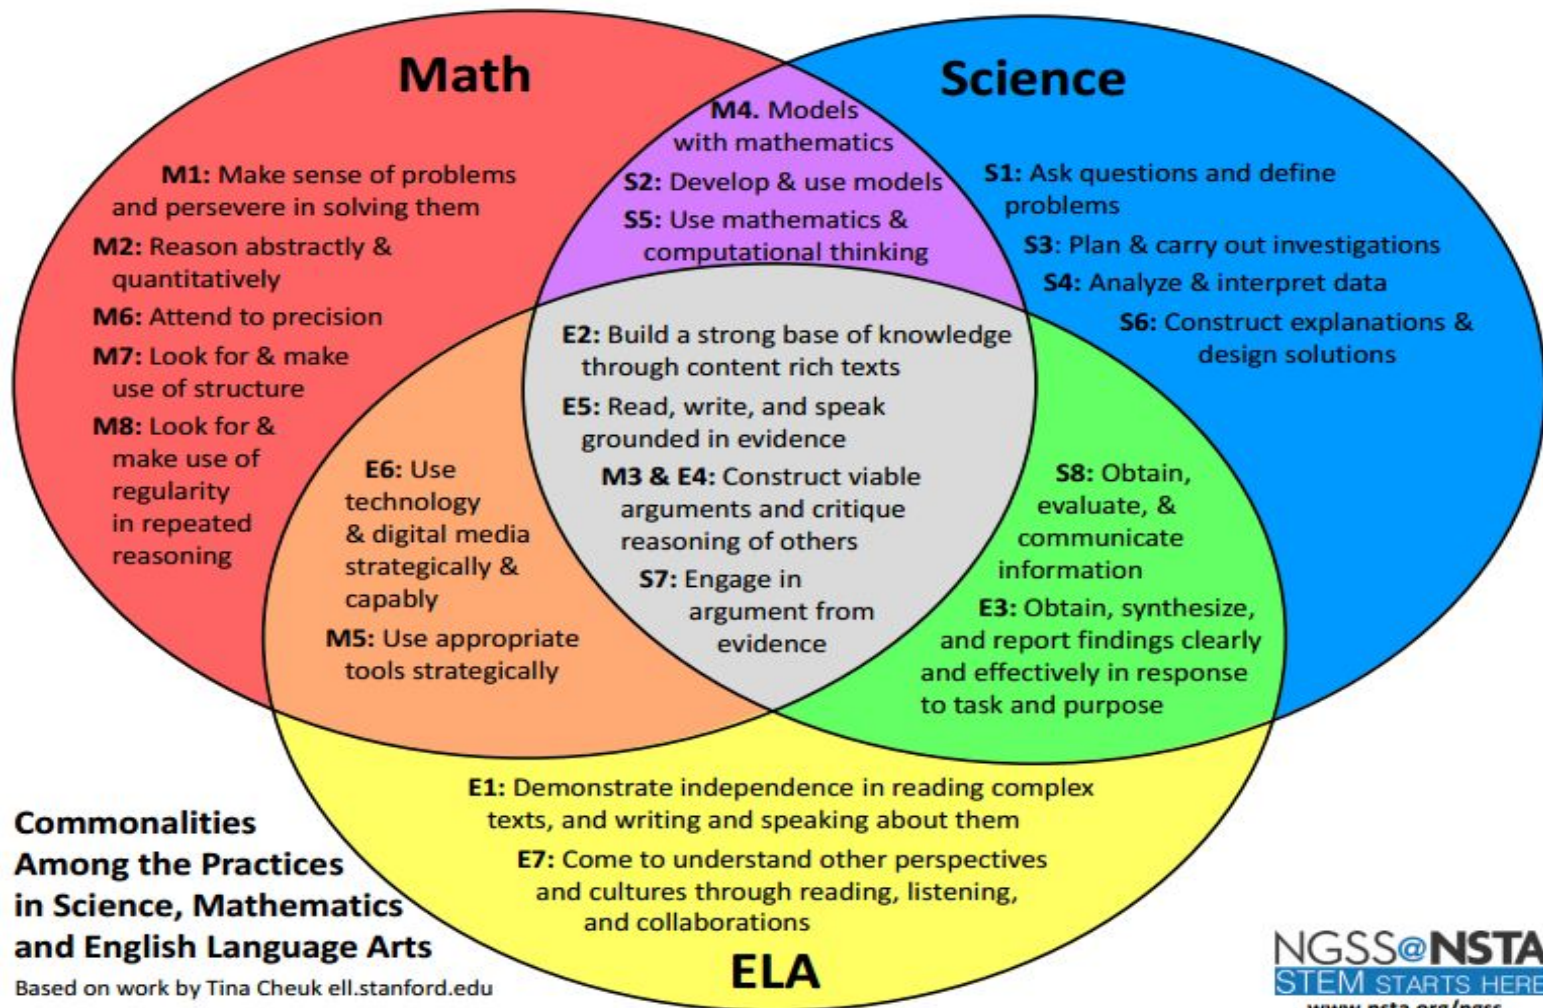 Math
M1: Make sense of problems
and persevere in solving them
M2: Reason abstractly &
quantitatively
M6: Attend to precision
M7: Look for & make
use of structure
M8: Look for &
make use of
regularity
in repeated
reasoning
M4. Models
with mathematics
S2: Develop & use models
S5: Use mathematics &
computational thinking
Science
S1: Ask questions and define
problems
S3: Plan & carry out investigations
S4: Analyze & interpret data
S6: Construct explanations &
design solutions
E6: Use
technology
& digital media
strategically &
capably
M5: Use appropriate
tools strategically
E2: Build a strong base of knowledge
through content rich texts
E5: Read, write, and speak
grounded in evidence
M3 & E4: Construct viable
arguments and critique
reasoning of others
S7: Engage in
argument from
evidence
S8: Obtain,
evaluate, &
communicate
information
E3: Obtain, synthesize,
and report findings clearly
and effectively in response
to task and purpose
E1: Demonstrate independence in reading complex
texts, and writing and speaking about them
E7: Come to understand other perspectives
and cultures through reading, listening,
and collaborations
ELA
Commonalities
Among the Practices
in Science, Mathematics
and English Language Arts
Based on work by Tina Cheuk ell.stanford.edu
NGSS@NSTA
STEM STARTS HERE
www.nsta.org/ngss